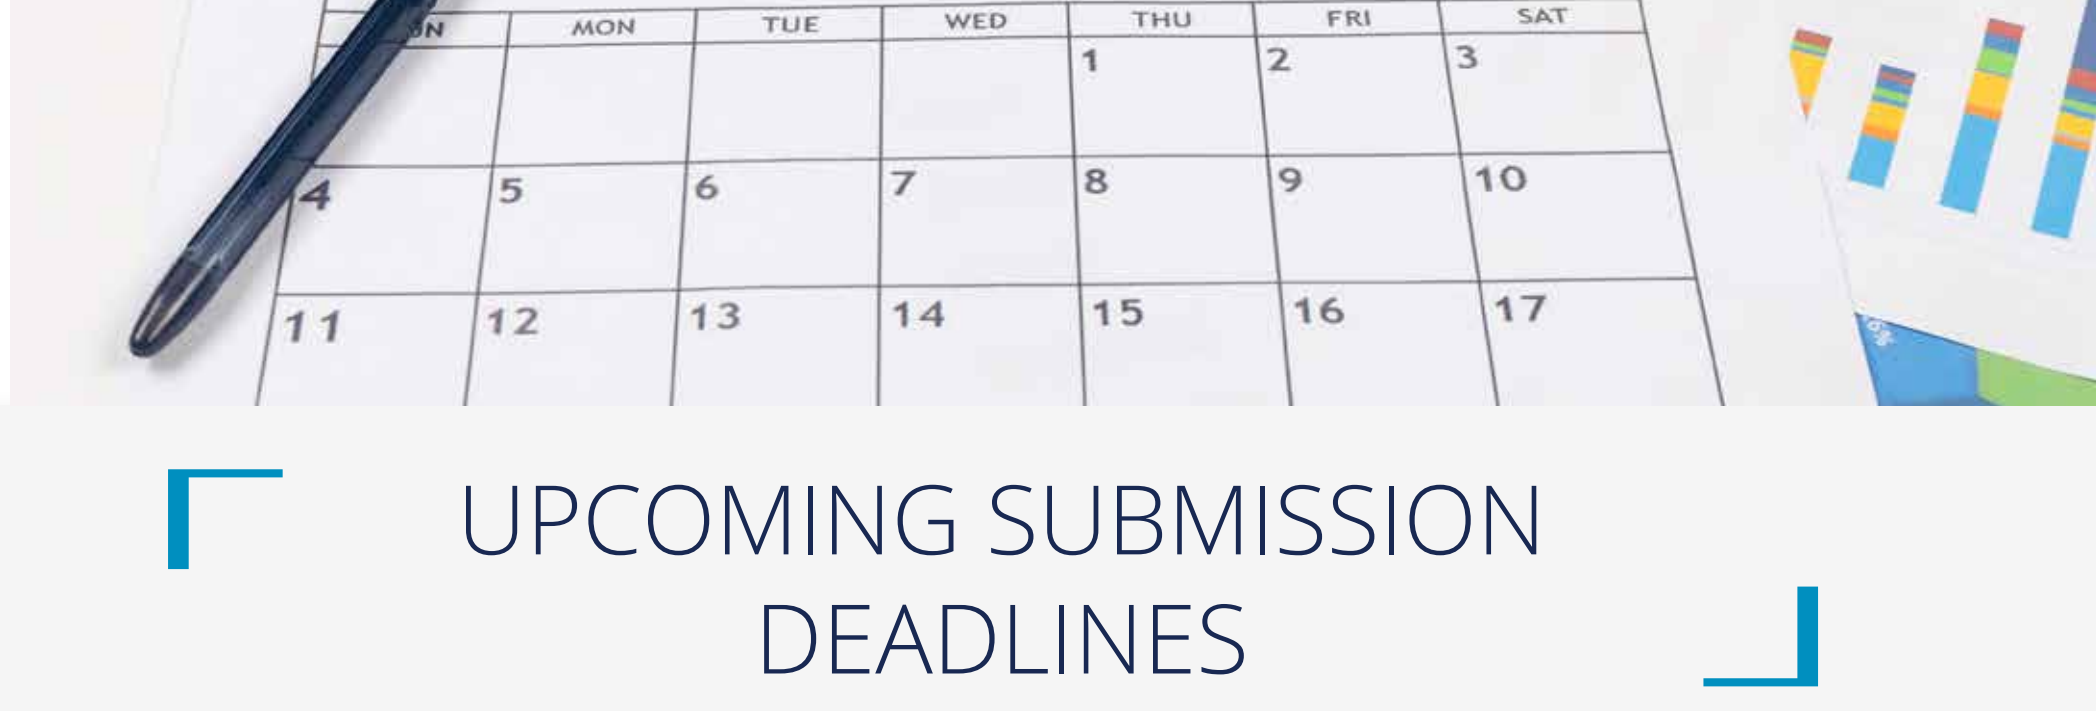 MON TUE WED THU FRI SAT
1 2 3
4 5 6 7 8 9 10
11 12 13 14 15 16 17
6%
UPCOMING SUBMISSION
DEADLINES